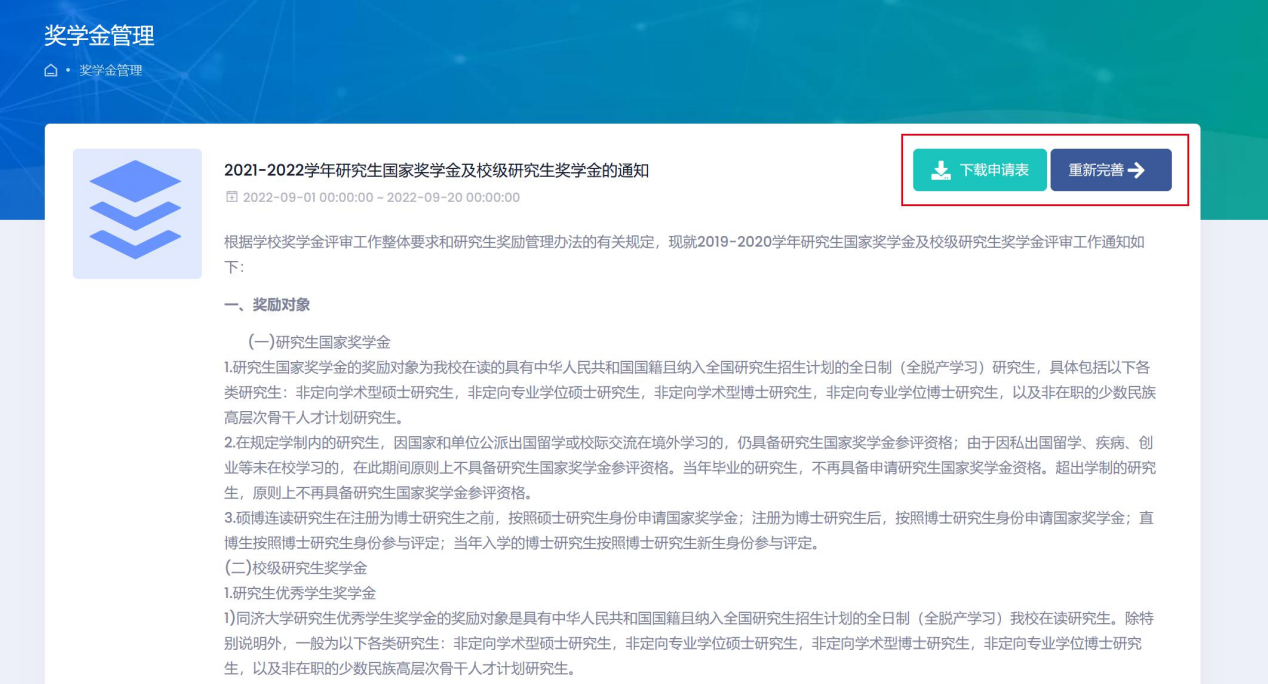 奖学金管理
奖学金管理
2021-2022学年研究生国家奖学金及校级研究生奖学金的通知
下载申请表
重新完善
2022-09-01 00:00:00 ~ 2022-09-20 00:00:00
根据学校奖学金评审工作整体要求和研究生奖励管理办法的有关规定，现就2019-2020学年研究生国家奖学金及校级研究生奖学金评审工作通知如
下：
一、奖励对象
(一)研究生国家奖学金
1.研究生国家奖学金的奖励对象为我校在读的具有中华人民共和国国籍且纳入全国研究生招生计划的全日制（全脱产学习）研究生，具体包括以下各
类研究生：非定向学术型硕士研究生，非定向专业学位硕士研究生，非定向学术型博士研究生，非定向专业学位博士研究生，以及非在职的少数民族
高层次骨干人才计划研究生。
2.在规定学制内的研究生，因国家和单位公派出国留学或校际交流在境外学习的，仍具备研究生国家奖学金参评资格；由于因私出国留学、疾病、创
业等未在校学习的，在此期间原则上不具备研究生国家奖学金参评资格。当年毕业的研究生，不再具备申请研究生国家奖学金资格。超出学制的研究
生，原则上不再具备研究生国家奖学金参评资格。
3.硕博连读研究生在注册为博士研究生之前，按照硕士研究生身份申请国家奖学金；注册为博士研究生后，按照博士研究生身份申请国家奖学金；直
博生按照博士研究生身份参与评定；当年入学的博士研究生按照博士研究生新生身份参与评定。
(二)校级研究生奖学金
1.研究生优秀学生奖学金
1)同济大学研究生优秀学生奖学金的奖励对象是具有中华人民共和国国籍且纳入全国研究生招生计划的全日制（全脱产学习）我校在读研究生。除特
别说明外，一般为以下各类研究生：非定向学术型硕士研究生，非定向专业学位硕士研究生，非定向学术型博士研究生，非定向专业学位博士研究
生，以及非在职的少数民族高层次骨干人才计划研究生。